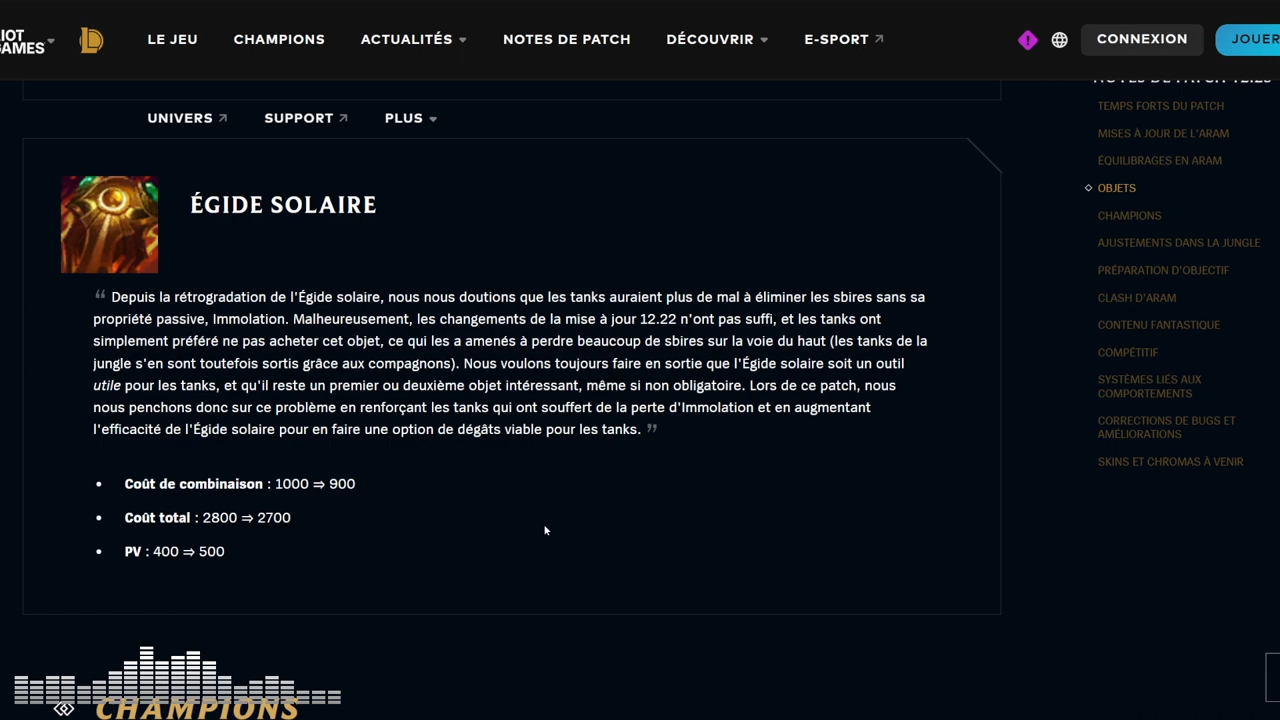 IOT
GAMES
LE JEU
CHAMPIONS
ACTUALITÉS
NOTES DE PATCH
DÉCOUVRIR
E-SPORT
CONNEXION
JOUER
UNIVERS
SUPPORT
PLUS
ÉGIDE SOLAIRE
“ Depuis la rétrogradation de l'Égide solaire, nous nous doutions que les tanks auraient plus de mal à éliminer les sbires sans sa
propriété passive, Immolation. Malheureusement, les changements de la mise à jour 12.22 n'ont pas suffi, et les tanks ont
simplement préféré ne pas acheter cet objet, ce qui les a amenés à perdre beaucoup de sbires sur la voie du haut (les tanks de la
jungle s'en sont toutefois sortis grâce aux compagnons). Nous voulons toujours faire en sortie que l'Égide solaire soit un outil
utile pour les tanks, et qu'il reste un premier ou deuxième objet intéressant, même si non obligatoire. Lors de ce patch, nous
nous penchons donc sur ce problème en renforçant les tanks qui ont souffert de la perte d'Immolation et en augmentant
l'efficacité de l'Égide solaire pour en faire une option de dégâts viable pour les tanks. ”
• Coût de combinaison : 1000 ⇒ 900
• Coût total : 2800 ⇒ 2700
• PV : 400 ⇒ 500
CHAMPIONS
NOTES DE PATCH 12.23
TEMPS FORTS DU PATCH
MISES À JOUR DE L'ARAM
ÉQUILIBRAGES EN ARAM
OBJETS
CHAMPIONS
AJUSTEMENTS DANS LA JUNGLE
PRÉPARATION D'OBJECTIF
CLASH D'ARAM
CONTENU FANTASTIQUE
COMPÉTITIF
SYSTÈMES LIÉS AUX
COMPORTEMENTS
CORRECTIONS DE BUGS ET
AMÉLIORATIONS
SKINS ET CHROMAS À VENIR